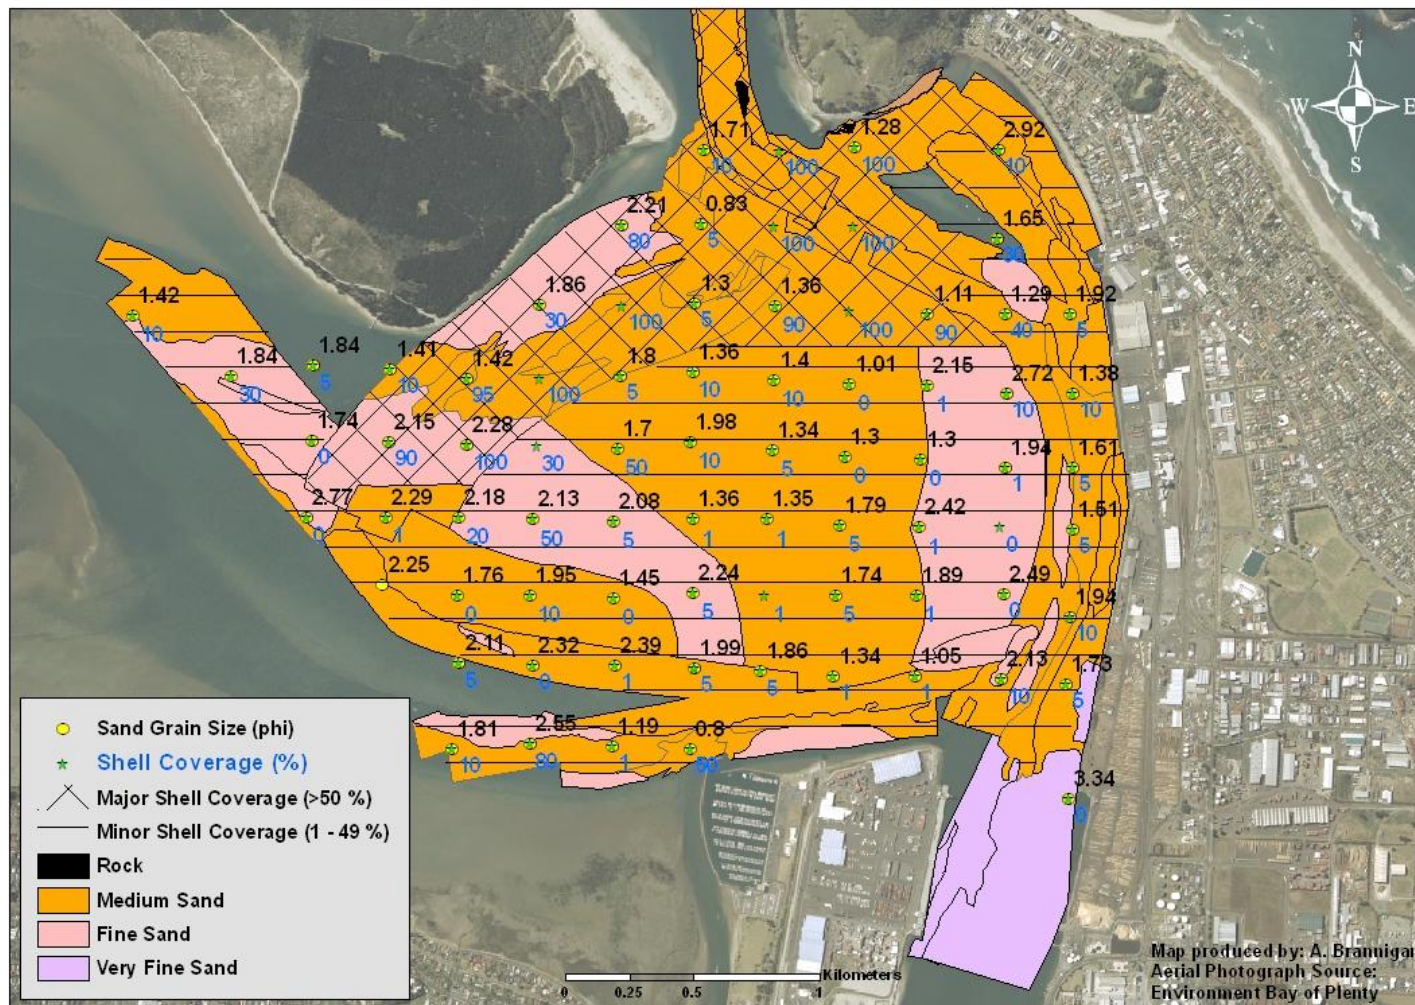 N
W E
S
1.71 1.28 2.92
10 100 100 10
2.21 0.83 1.65
80 5 100 100 30
1.42 1.86 1.3 1.36 1.11 1.29 1.92
10 30 100 5 90 100 90 40 5
1.84 1.84 1.41 1.42 1.8 1.36 1.4 1.01 2.15 2.72 1.38
30 5 10 95 100 5 10 10 0 1 10 10
1.74 2.15 2.28 1.7 1.98 1.34 1.3 1.3 1.94 1.61
0 90 100 30 50 10 5 0 0 1 5
2.77 2.29 2.18 2.13 2.08 1.36 1.35 1.79 2.42 1.51
0 1 20 50 5 1 1 5 1 0 5
2.25 1.76 1.95 1.45 2.24 1.74 1.89 2.49 1.94
0 10 0 5 1 5 1 0 10
2.11 2.32 2.39 1.99 1.86 1.34 1.05 2.13 1.73
5 0 1 5 5 1 1 10 5
1.81 2.55 1.19 0.8
10 80 1 50
3.34
0
Sand Grain Size (phi)
Shell Coverage (%)
Major Shell Coverage (>50 %)
Minor Shell Coverage (1 - 49 %)
Rock
Medium Sand
Fine Sand
Very Fine Sand
Kilometers
0 0.25 0.5 1
Map produced by: A. Brannigan
Aerial Photograph Source:
Environment Bay of Plenty